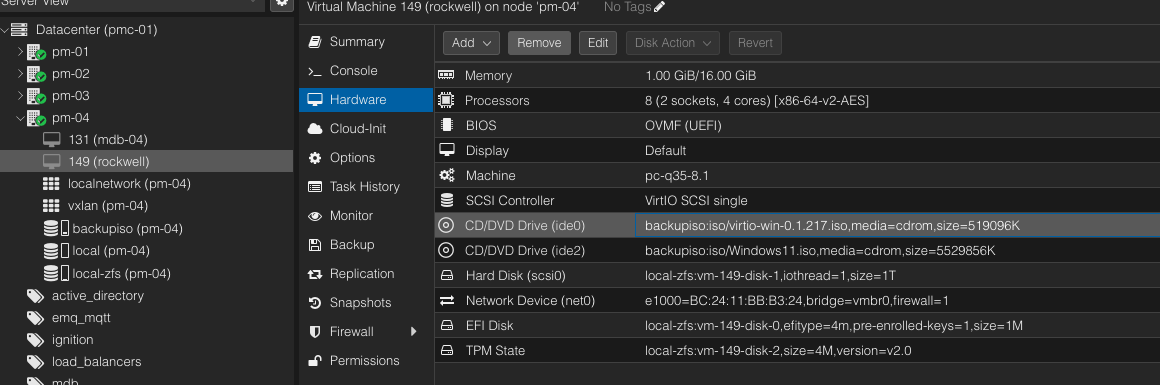 Server View
Datacenter (pmc-01)
pm-01
pm-02
pm-03
pm-04
131 (mdb-04)
149 (rockwell)
localnetwork (pm-04)
vxlan (pm-04)
backupiso (pm-04)
local (pm-04)
local-zfs (pm-04)
active_directory
emq_mqtt
ignition
load_balancers
mdb
Virtual Machine 149 (rockwell) on node 'pm-04'
No Tags
Summary
Console
Hardware
Cloud-Init
Options
Task History
Monitor
Backup
Replication
Snapshots
Firewall
Permissions
Add Remove Edit Disk Action Revert
Memory 1.00 GiB/16.00 GiB
Processors 8 (2 sockets, 4 cores) [x86-64-v2-AES]
BIOS OVMF (UEFI)
Display Default
Machine pc-q35-8.1
SCSI Controller VirtIO SCSI single
CD/DVD Drive (ide0) backupiso:iso/virtio-win-0.1.217.iso,media=cdrom,size=519096K
CD/DVD Drive (ide2) backupiso:iso/Windows11.iso,media=cdrom,size=5529856K
Hard Disk (scsi0) local-zfs:vm-149-disk-1,iothread=1,size=1T
Network Device (net0) e1000=BC:24:11:BB:B3:24,bridge=vmbr0,firewall=1
EFI Disk local-zfs:vm-149-disk-0,efitype=4m,pre-enrolled-keys=1,size=1M
TPM State local-zfs:vm-149-disk-2,size=4M,version=v2.0